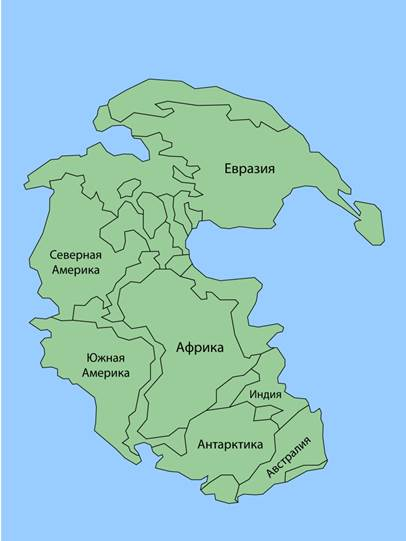 Евразия
Северная
Америка
Африка
Южная
Америка
Индия
Антарктика
Австралия